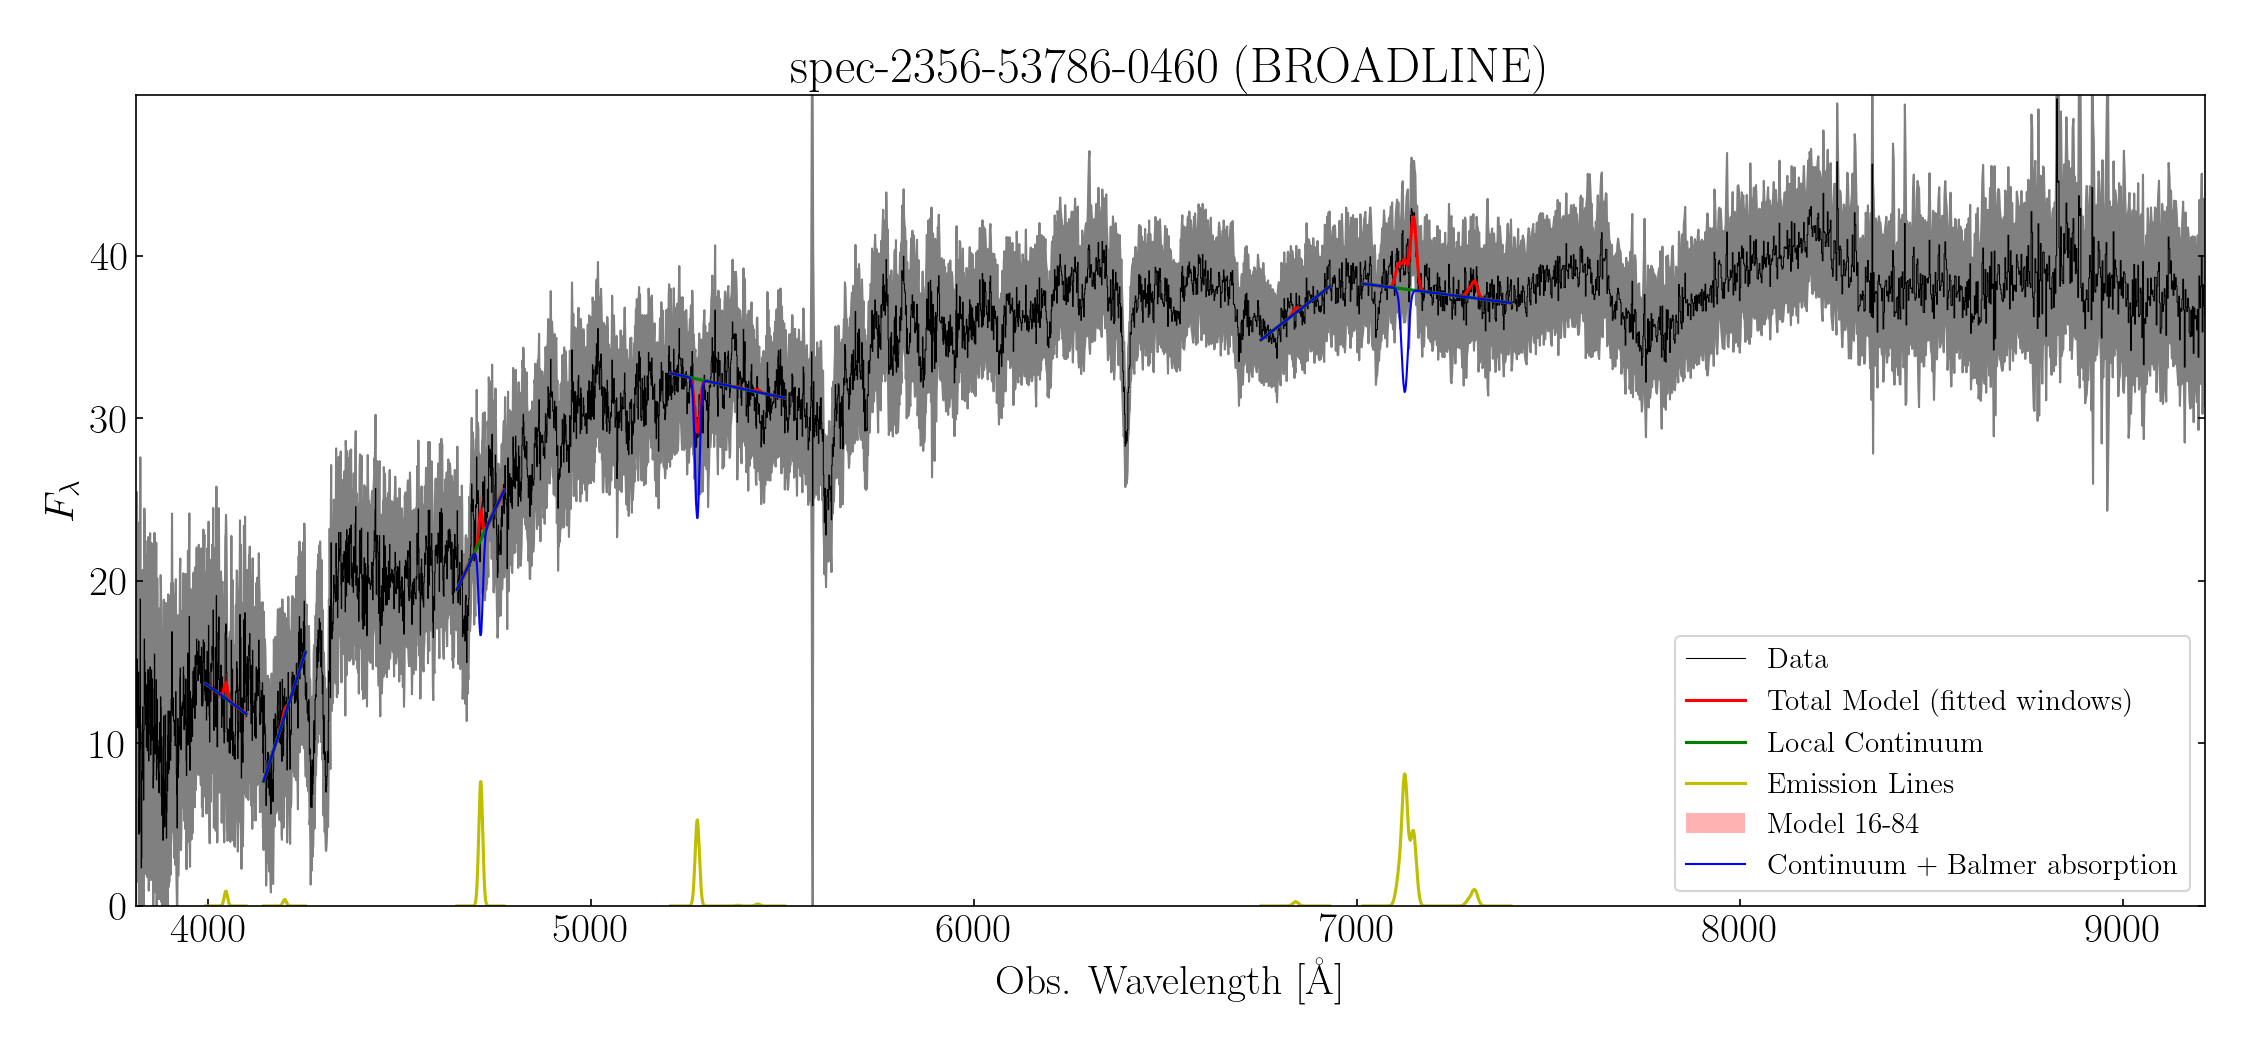 spec-2356-53786-0460 (BROADLINE)
F_λ
40
30
20
10
0
Data
Total Model (fitted windows)
Local Continuum
Emission Lines
Model 16-84
Continuum + Balmer absorption
4000 5000 6000 7000 8000 9000
Obs. Wavelength [Å]